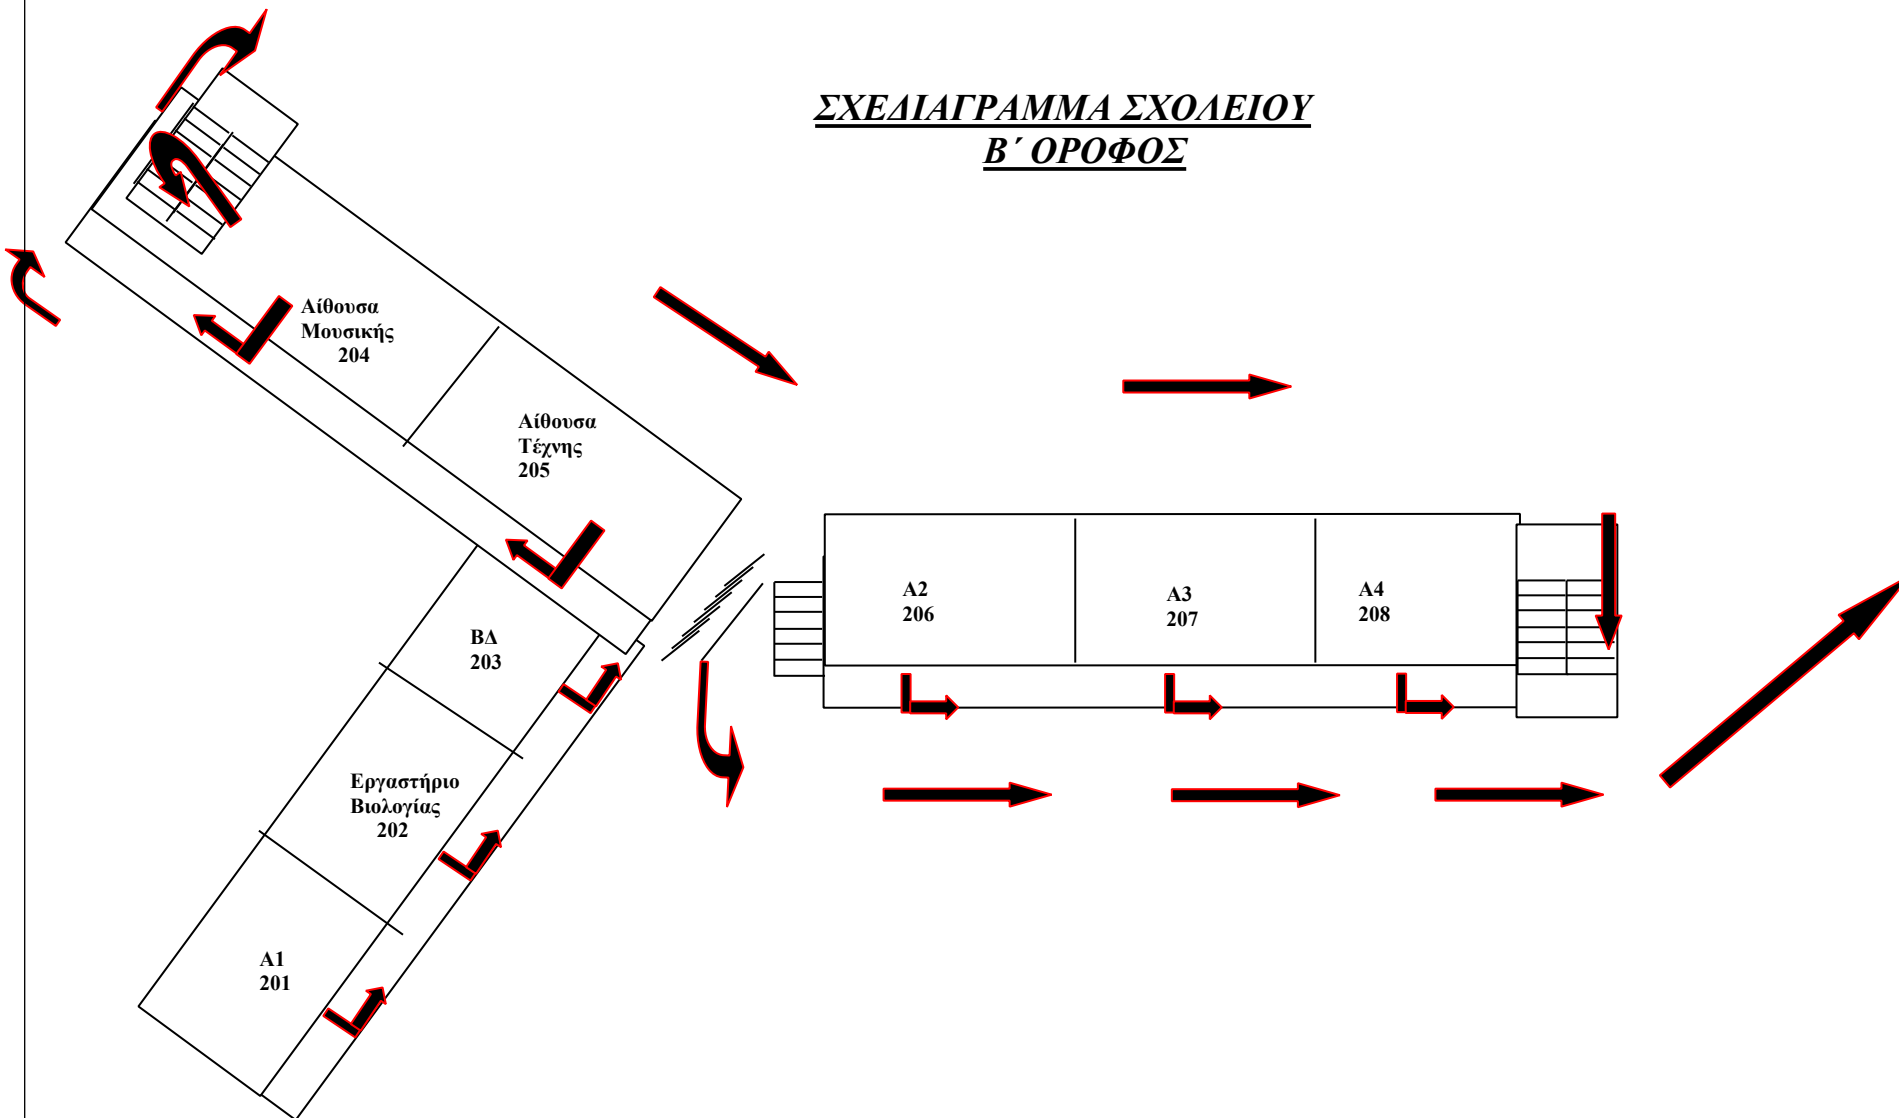 ΣΧΕΔΙΑΓΡΑΜΜΑ ΣΧΟΛΕΙΟΥ
Β΄ ΟΡΟΦΟΣ
Αίθουσα
Μουσικής
204
Αίθουσα
Τέχνης
205
ΒΔ
203
Εργαστήριο
Βιολογίας
202
Α1
201
Α2
206
Α3
207
Α4
208